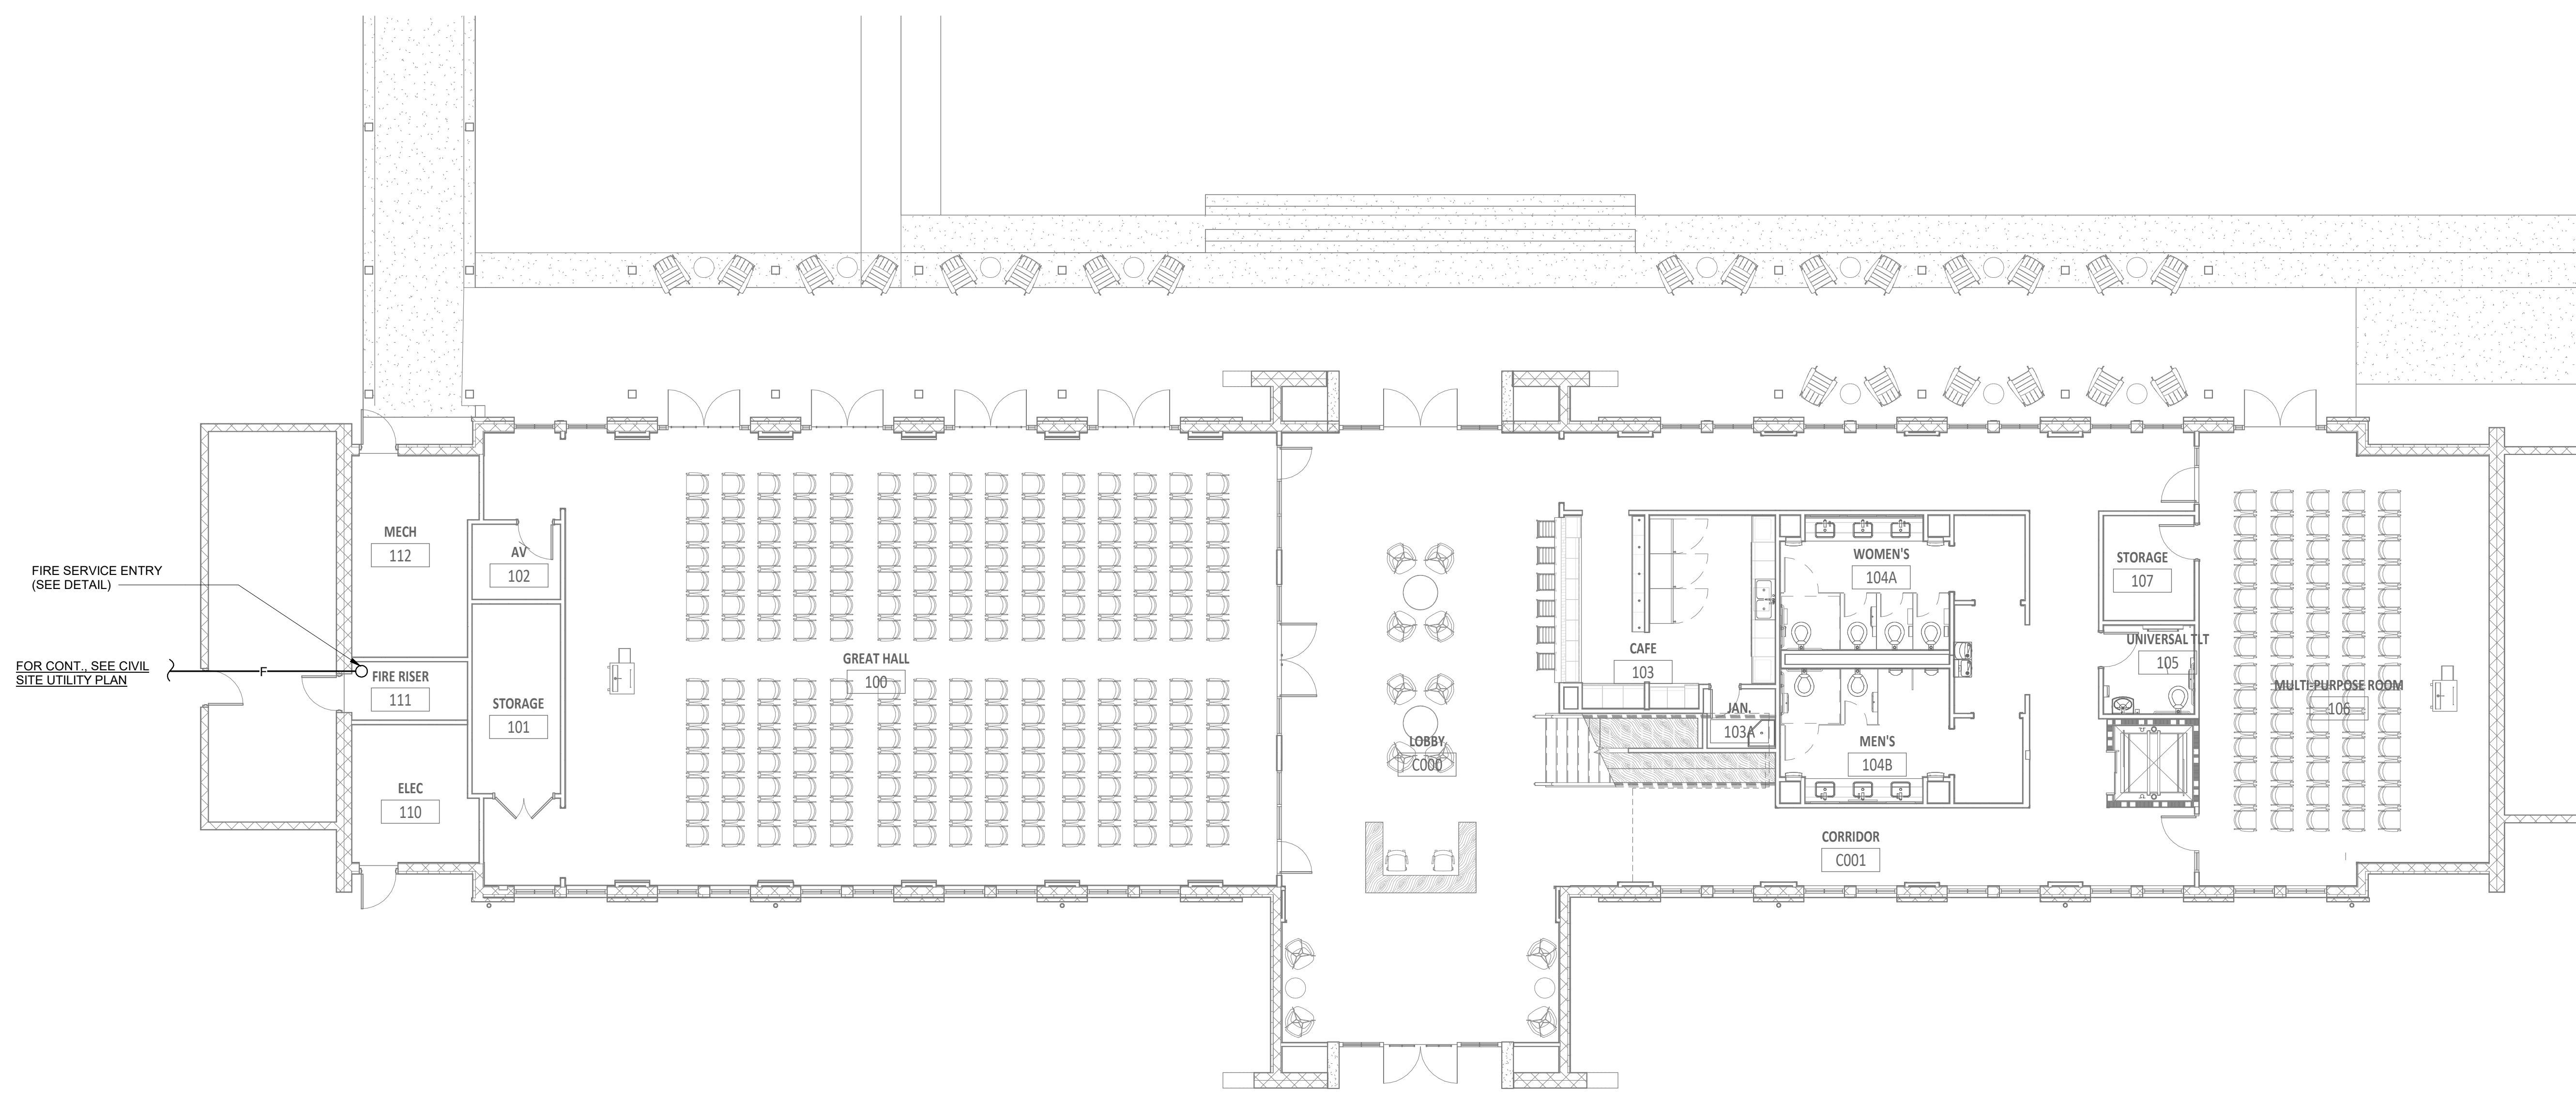 MECH
112
AV
102
FIRE SERVICE ENTRY
(SEE DETAIL)
FOR CONT., SEE CIVIL
SITE UTILITY PLAN
F
FIRE RISER
111
STORAGE
101
ELEC
110
GREAT HALL
100
LOBBY
C000
CAFE
103
JAN.
103A
WOMEN'S
104A
MEN'S
104B
CORRIDOR
C001
STORAGE
107
UNIVERSAL TLT
105
MULTI-PURPOSE ROOM
106